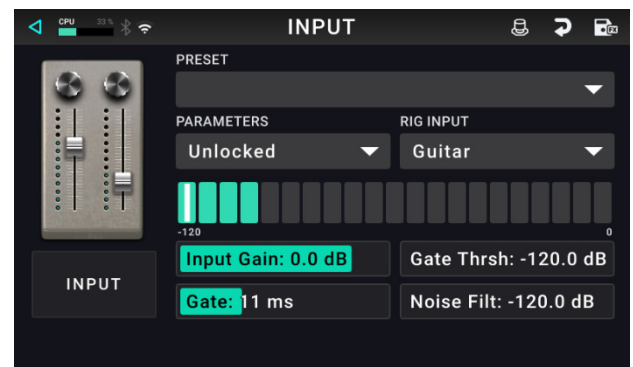 CPU 33% INPUT FX
PRESET
PARAMETERS RIG INPUT
Unlocked Guitar
-120 0
Input Gain: 0.0 dB Gate Thrsh: -120.0 dB
INPUT
Gate: 11 ms Noise Filt: -120.0 dB